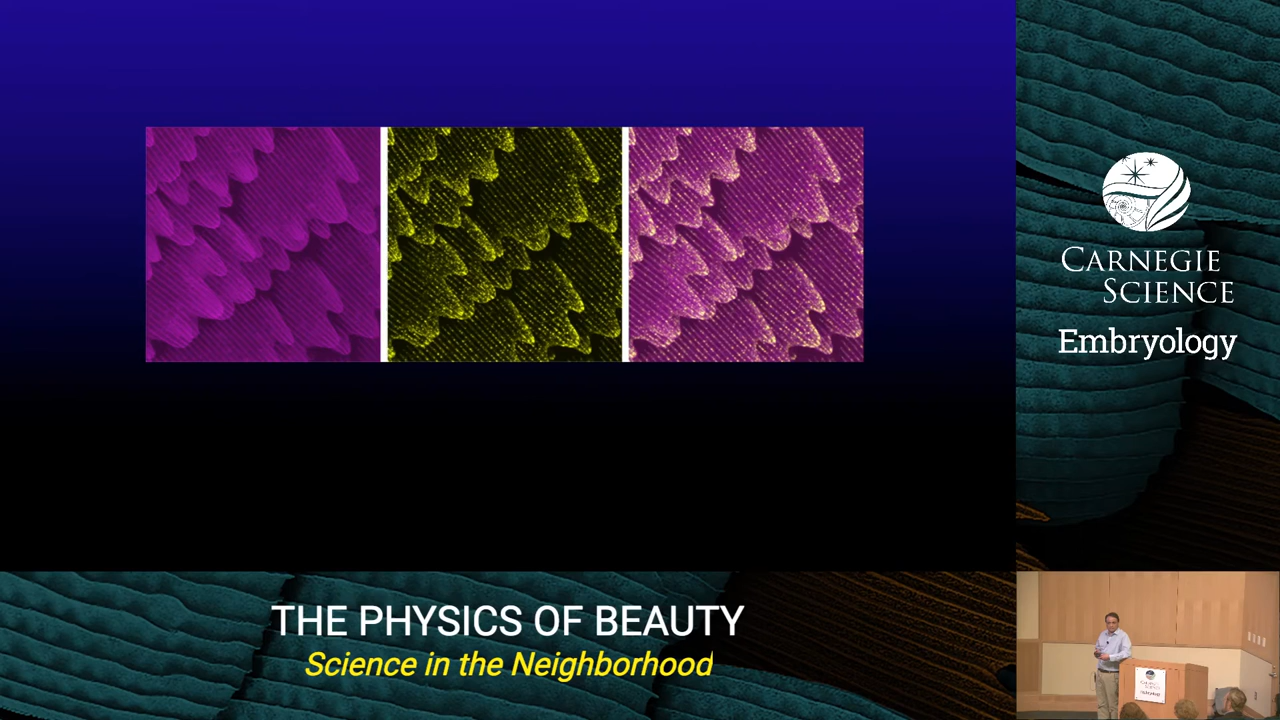 CARNEGIE
SCIENCE
Embryology
THE PHYSICS OF BEAUTY
Science in the Neighborhood